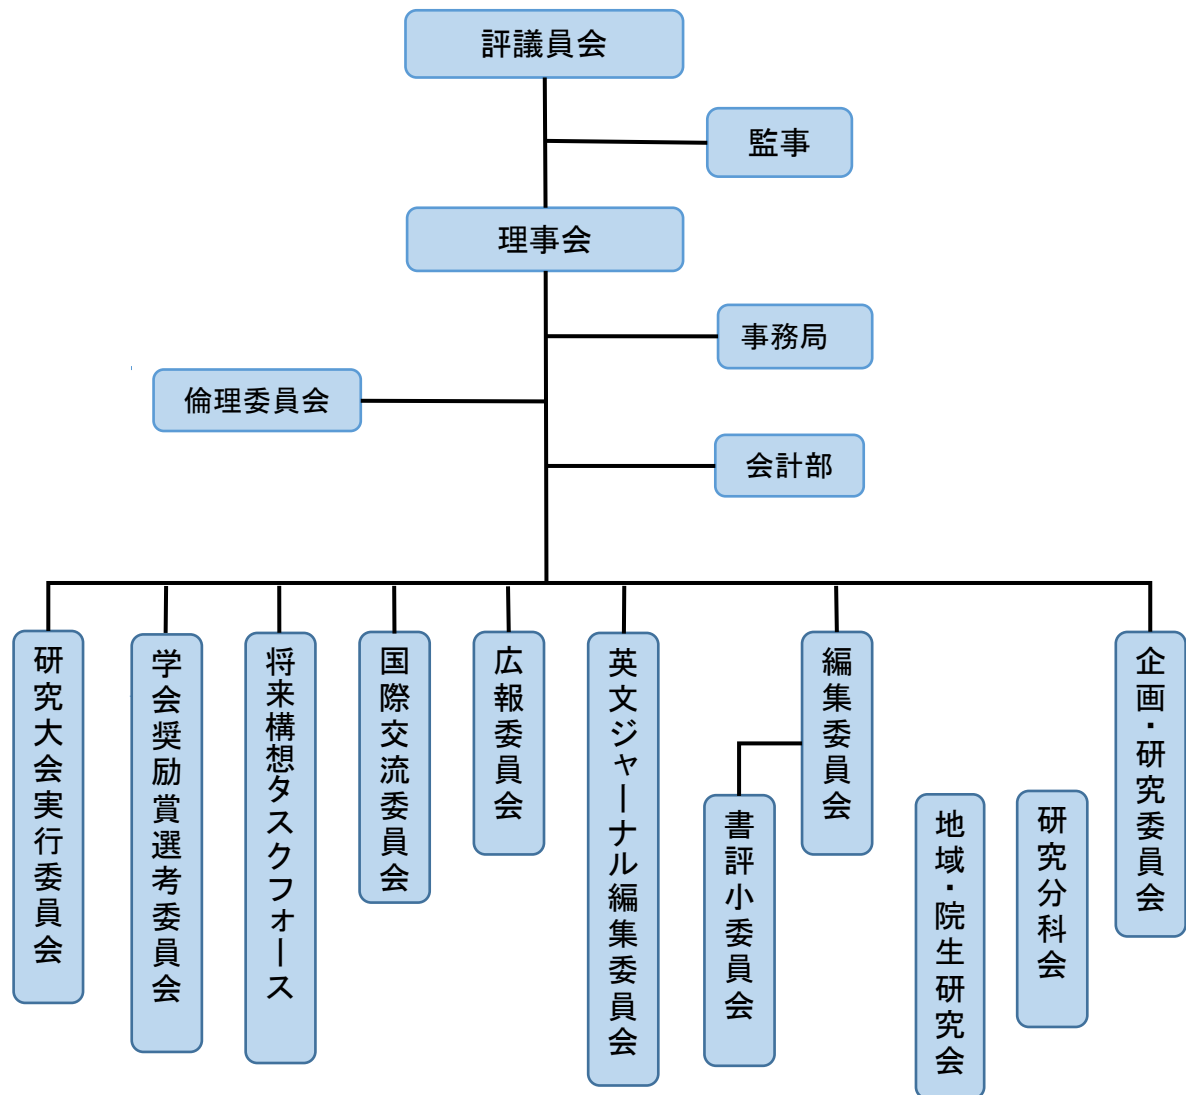 評議員会
監事
理事会
事務局
倫理委員会
会計部
研究大会実行委員会
学会奨励賞選考委員会
将来構想タスクフォース
国際交流委員会
広報委員会
英文ジャーナル編集委員会
書評小委員会
編集委員会
地域・院生研究会
研究分科会
企画・研究委員会